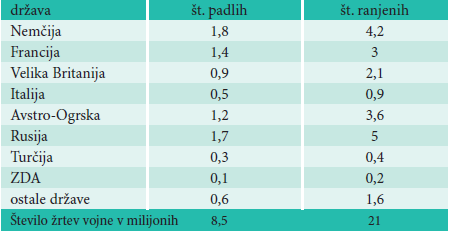 država št. padlih št. ranjenih
Nemčija 1,8 4,2
Francija 1,4 3
Velika Britanija 0,9 2,1
Italija 0,5 0,9
Avstro-Ogrska 1,2 3,6
Rusija 1,7 5
Turčija 0,3 0,4
ZDA 0,1 0,2
ostale države 0,6 1,6
Število žrtev vojne v milijonih 8,5 21